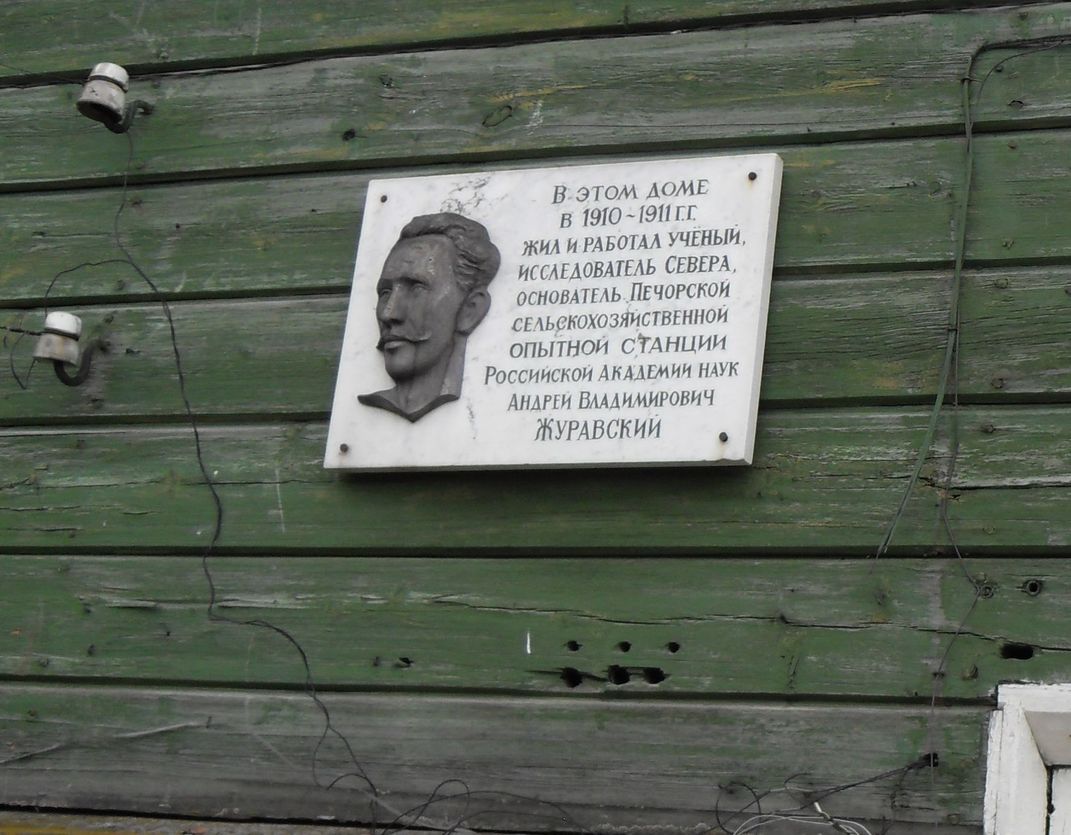 В ЭТОМ ДОМЕ
В 1910-1911 Г.Г.
ЖИЛ И РАБОТАЛ УЧЁНЫЙ,
ИССЛЕДОВАТЕЛЬ СЕВЕРА,
ОСНОВАТЕЛЬ ПЕЧОРСКОЙ
СЕЛЬСКОХОЗЯЙСТВЕННОЙ
ОПЫТНОЙ СТАНЦИИ
РОССИЙСКОЙ АКАДЕМИИ НАУК
АНДРЕЙ ВЛАДИМИРОВИЧ
ЖУРАВСКИЙ